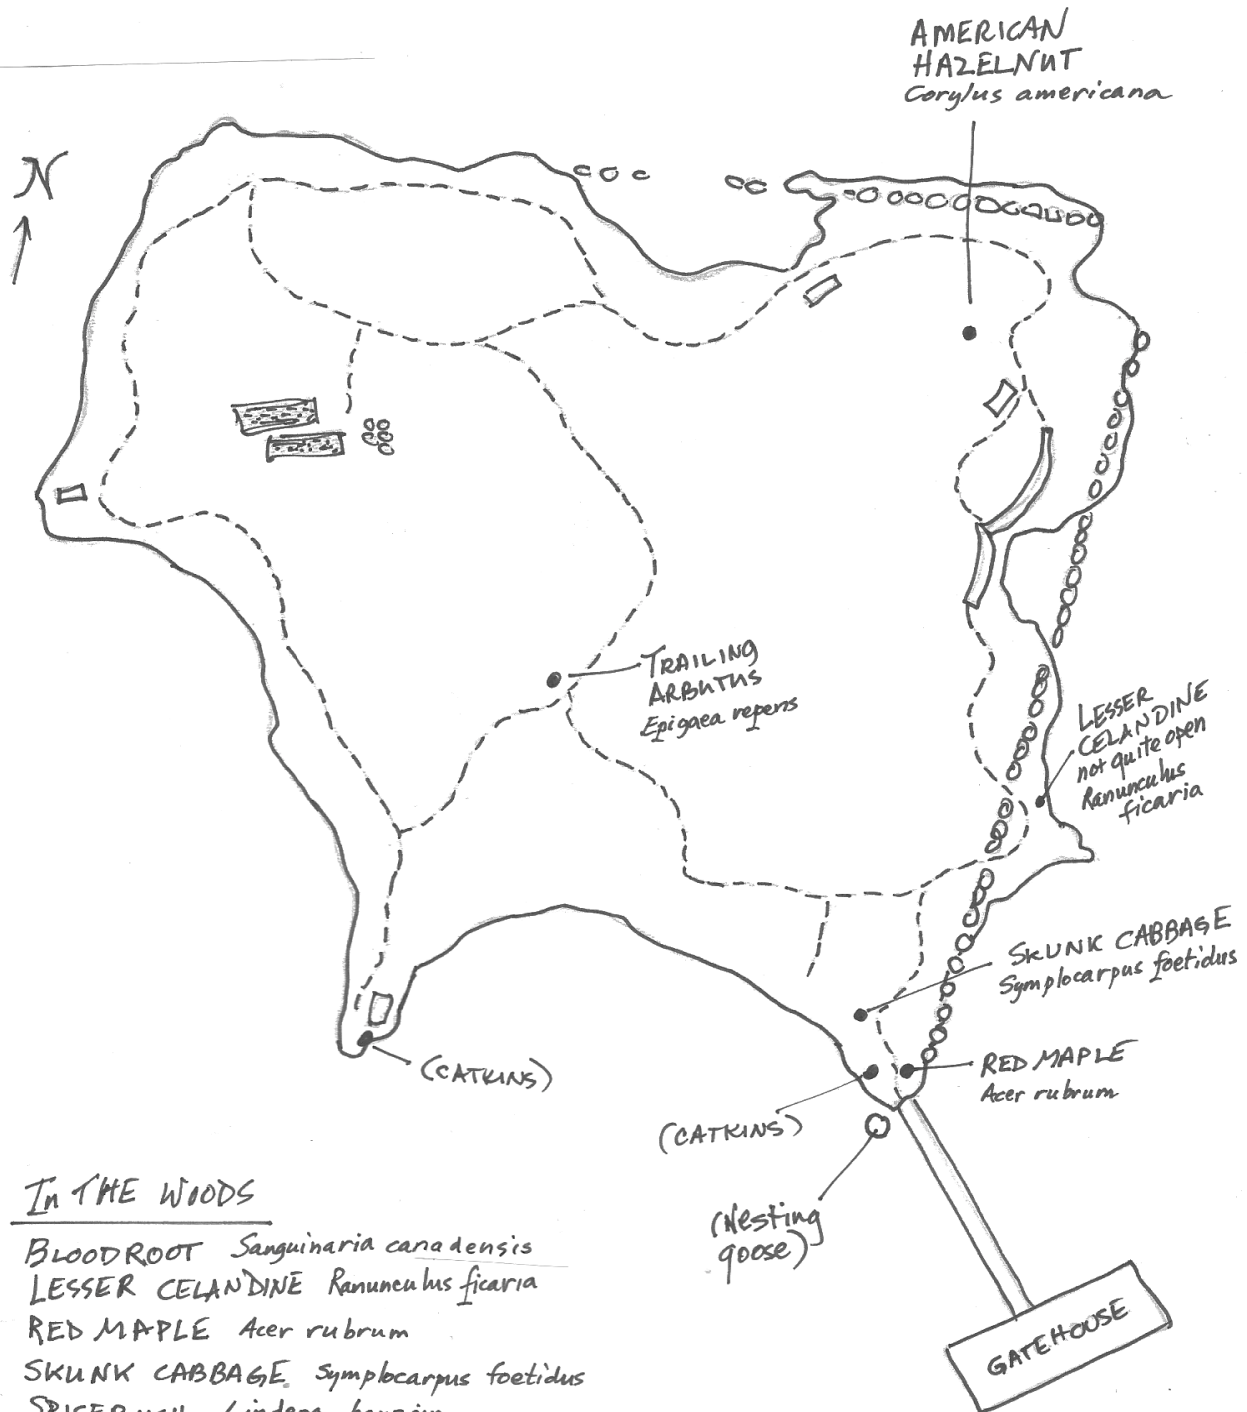 AMERICAN
HAZELNUT
Corylus americana
N
TRAILING
ARBUTUS
Epigaea repens
LESSER
CELANDINE
not quite open
Ranunculus
ficaria
SKUNK CABBAGE
Symplocarpus foetidus
RED MAPLE
Acer rubrum
(CATKINS)
(CATKINS)
(Nesting
goose)
GATEHOUSE
In THE WOODS
BLOODROOT Sanguinaria canadensis
LESSER CELANDINE Ranunculus ficaria
RED MAPLE Acer rubrum
SKUNK CABBAGE Symplocarpus foetidus